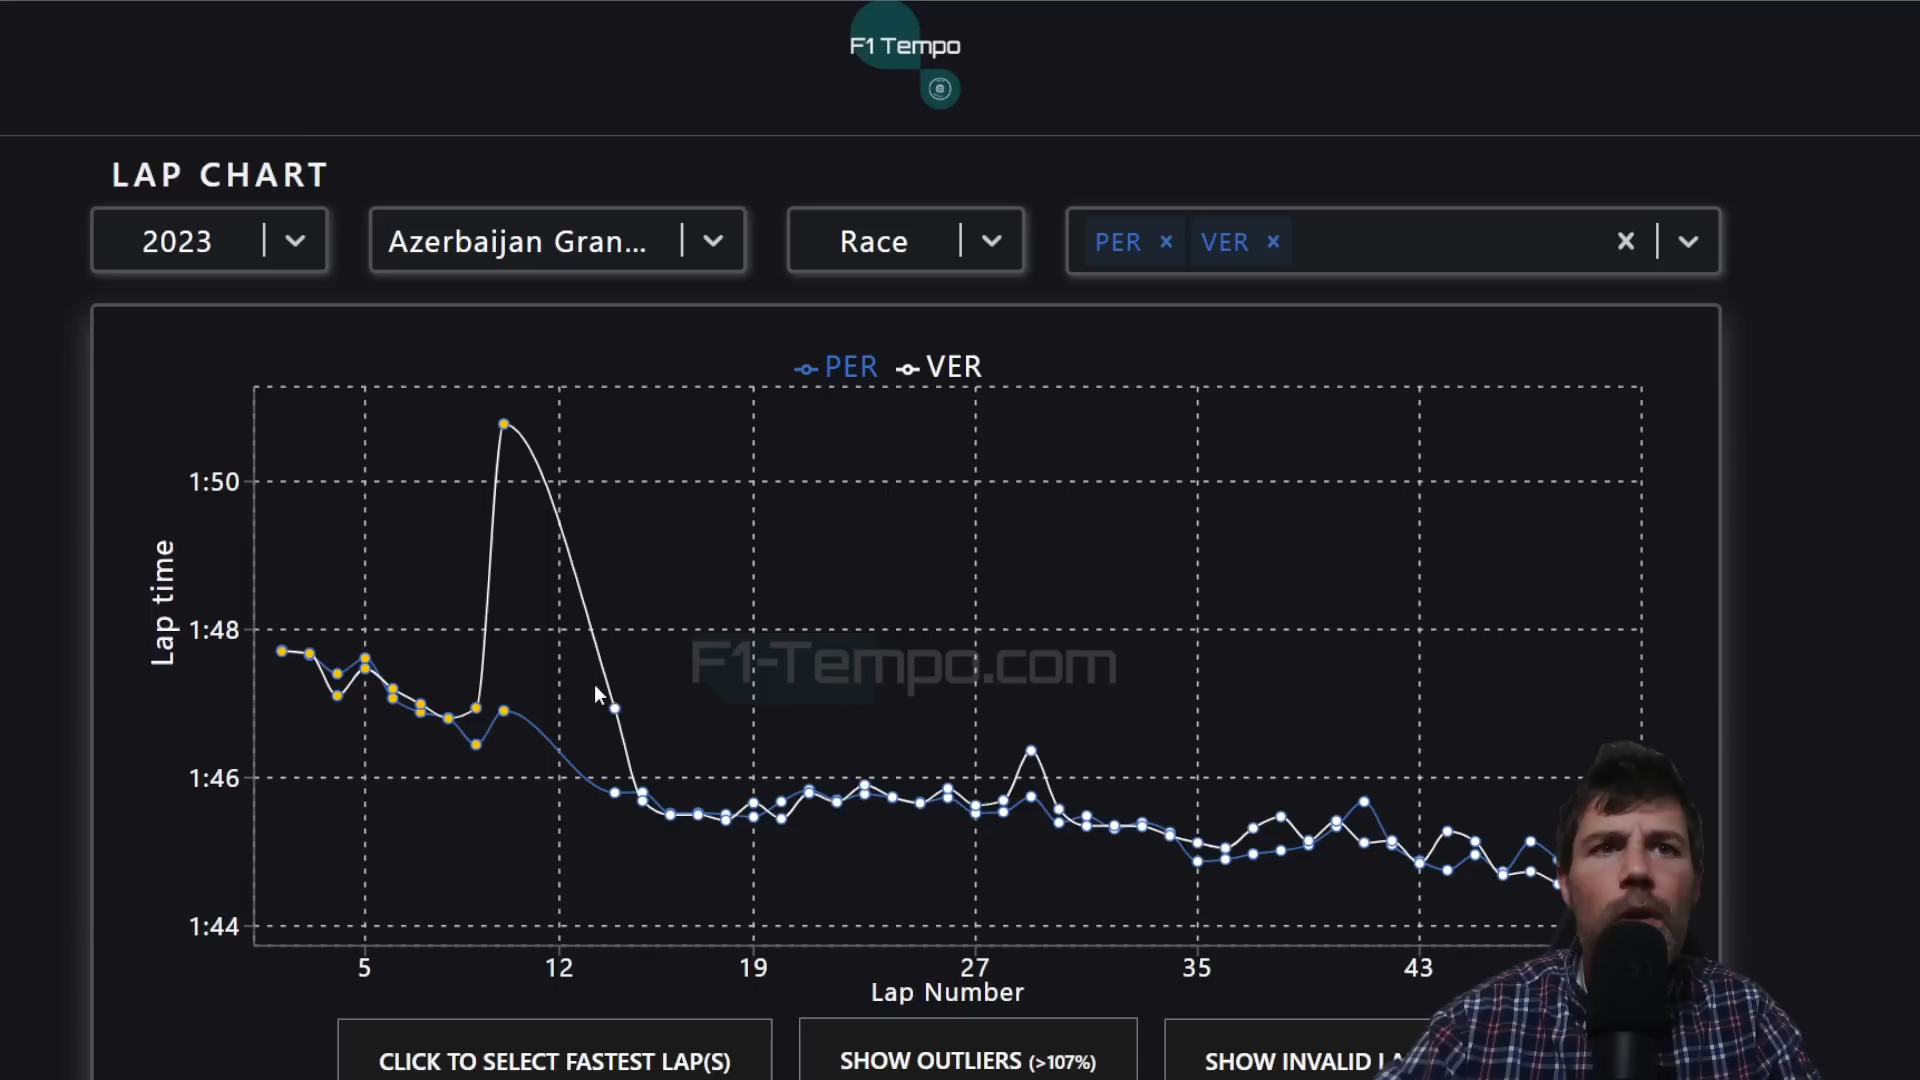 F1 Tempo
LAP CHART
2023
Azerbaijan Gran...
Race
PER × VER ×
PER VER
1:50
1:48
1:46
1:44
Lap time
F1-Tempo.com
5 12 19 27 35 43
Lap Number
CLICK TO SELECT FASTEST LAP(S)
SHOW OUTLIERS (>107%)
SHOW INVALID